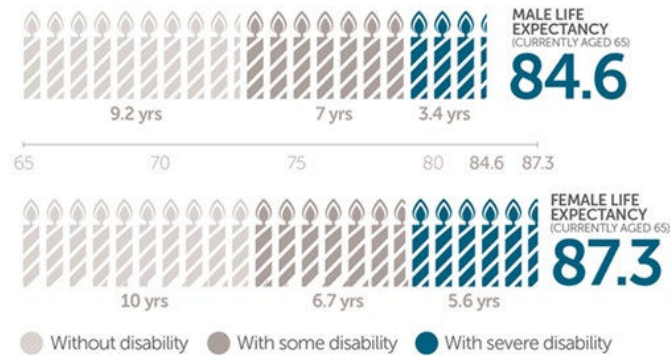 MALE LIFE
EXPECTANCY
(CURRENTLY AGED 65)
84.6
9.2 yrs 7 yrs 3.4 yrs
65 70 75 80 84.6 87.3
FEMALE LIFE
EXPECTANCY
(CURRENTLY AGED 65)
87.3
10 yrs 6.7 yrs 5.6 yrs
Without disability With some disability With severe disability